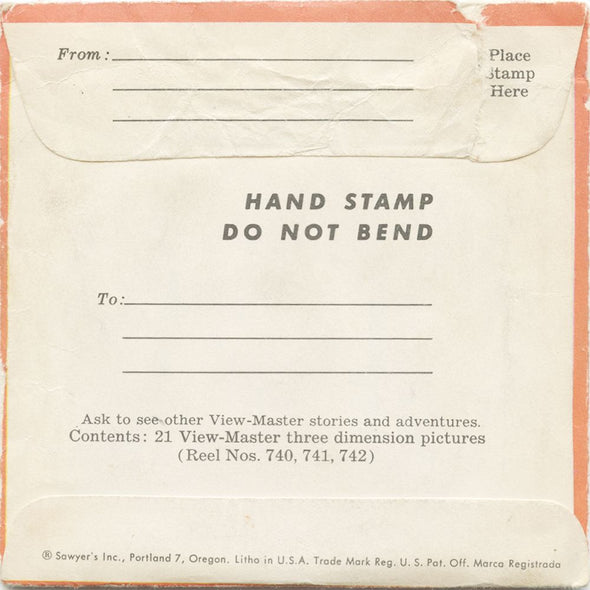 From:
Place
Stamp
Here
HAND STAMP
DO NOT BEND
To:
Ask to see other View-Master stories and adventures.
Contents: 21 View-Master three dimension pictures
(Reel Nos. 740, 741, 742)
® Sawyer's Inc., Portland 7, Oregon. Litho in U.S.A. Trade Mark Reg. U. S. Pat. Off. Marca Registrada